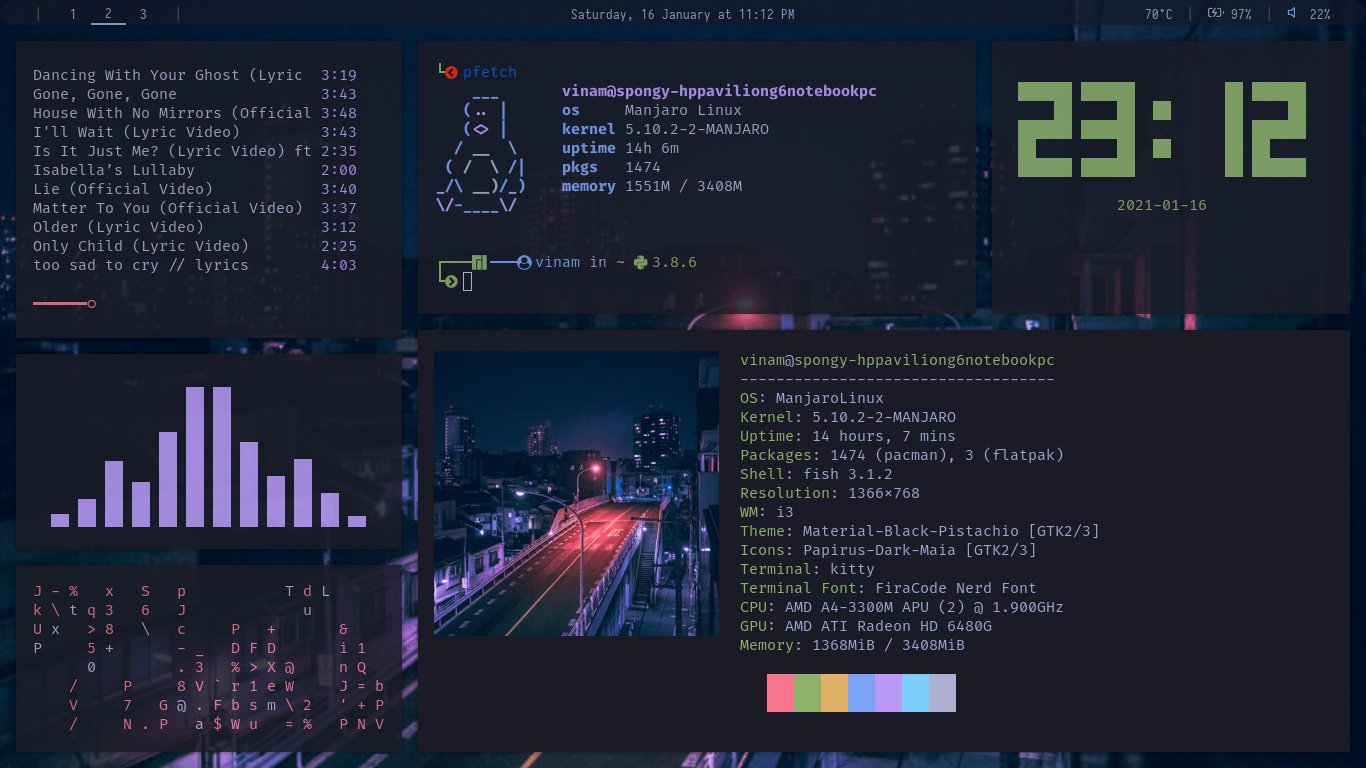 1 2 3
Saturday, 16 January at 11:12 PM
70°C | 97% | 22%
Dancing With Your Ghost (Lyric 3:19
Gone, Gone, Gone 3:43
House With No Mirrors (Official 3:48
I'll Wait (Lyric Video) 3:43
Is It Just Me? (Lyric Video) ft 2:35
Isabella's Lullaby 2:00
Lie (Official Video) 3:40
Matter To You (Official Video) 3:37
Older (Lyric Video) 3:12
Only Child (Lyric Video) 2:25
too sad to cry // lyrics 4:03
pfetch
vinam@spongy-hppaviliong6notebookpc
os Manjaro Linux
kernel 5.10.2-2-MANJARO
uptime 14h 6m
pkgs 1474
memory 1551M / 3408M
vinam in ~ 3.8.6
23:12
2021-01-16
vinam@spongy-hppaviliong6notebookpc
-----------------------------------
OS: ManjaroLinux
Kernel: 5.10.2-2-MANJARO
Uptime: 14 hours, 7 mins
Packages: 1474 (pacman), 3 (flatpak)
Shell: fish 3.1.2
Resolution: 1366×768
WM: i3
Theme: Material-Black-Pistachio [GTK2/3]
Icons: Papirus-Dark-Maia [GTK2/3]
Terminal: kitty
Terminal Font: FiraCode Nerd Font
CPU: AMD A4-3300M APU (2) @ 1.900GHz
GPU: AMD ATI Radeon HD 6480G
Memory: 1368MiB / 3408MiB
J - % x S p T d L
k \ t q 3 6 J u
U x > 8 \ c P + &
P 5 + - _ D F D i 1
0 . 3 % > X @ n Q
/ P 8 V ` r 1 e W J = b
V 7 G @ . F b s m \ 2 ' + P
/ N . P a $ W u = % P N V